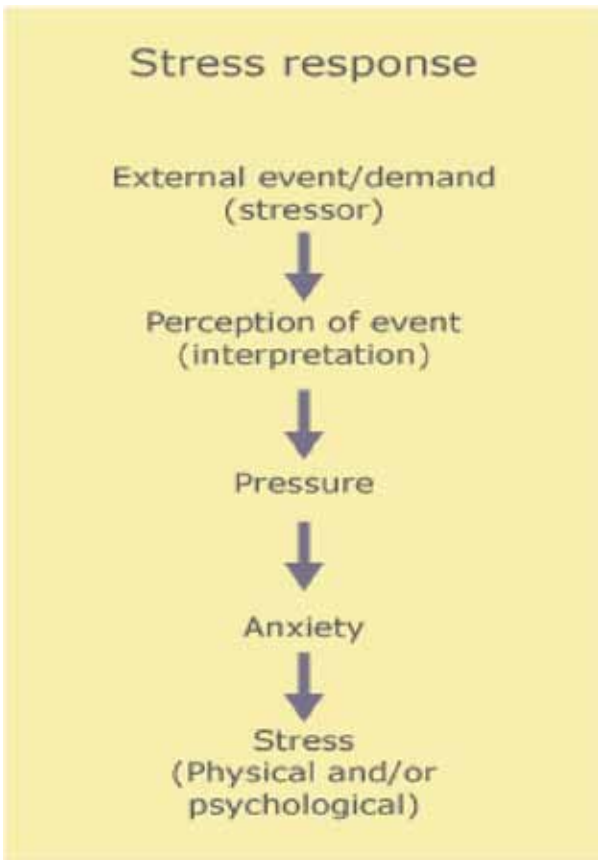 Stress response
External event/demand
(stressor)
Perception of event
(interpretation)
Pressure
Anxiety
Stress
(Physical and/or
psychological)